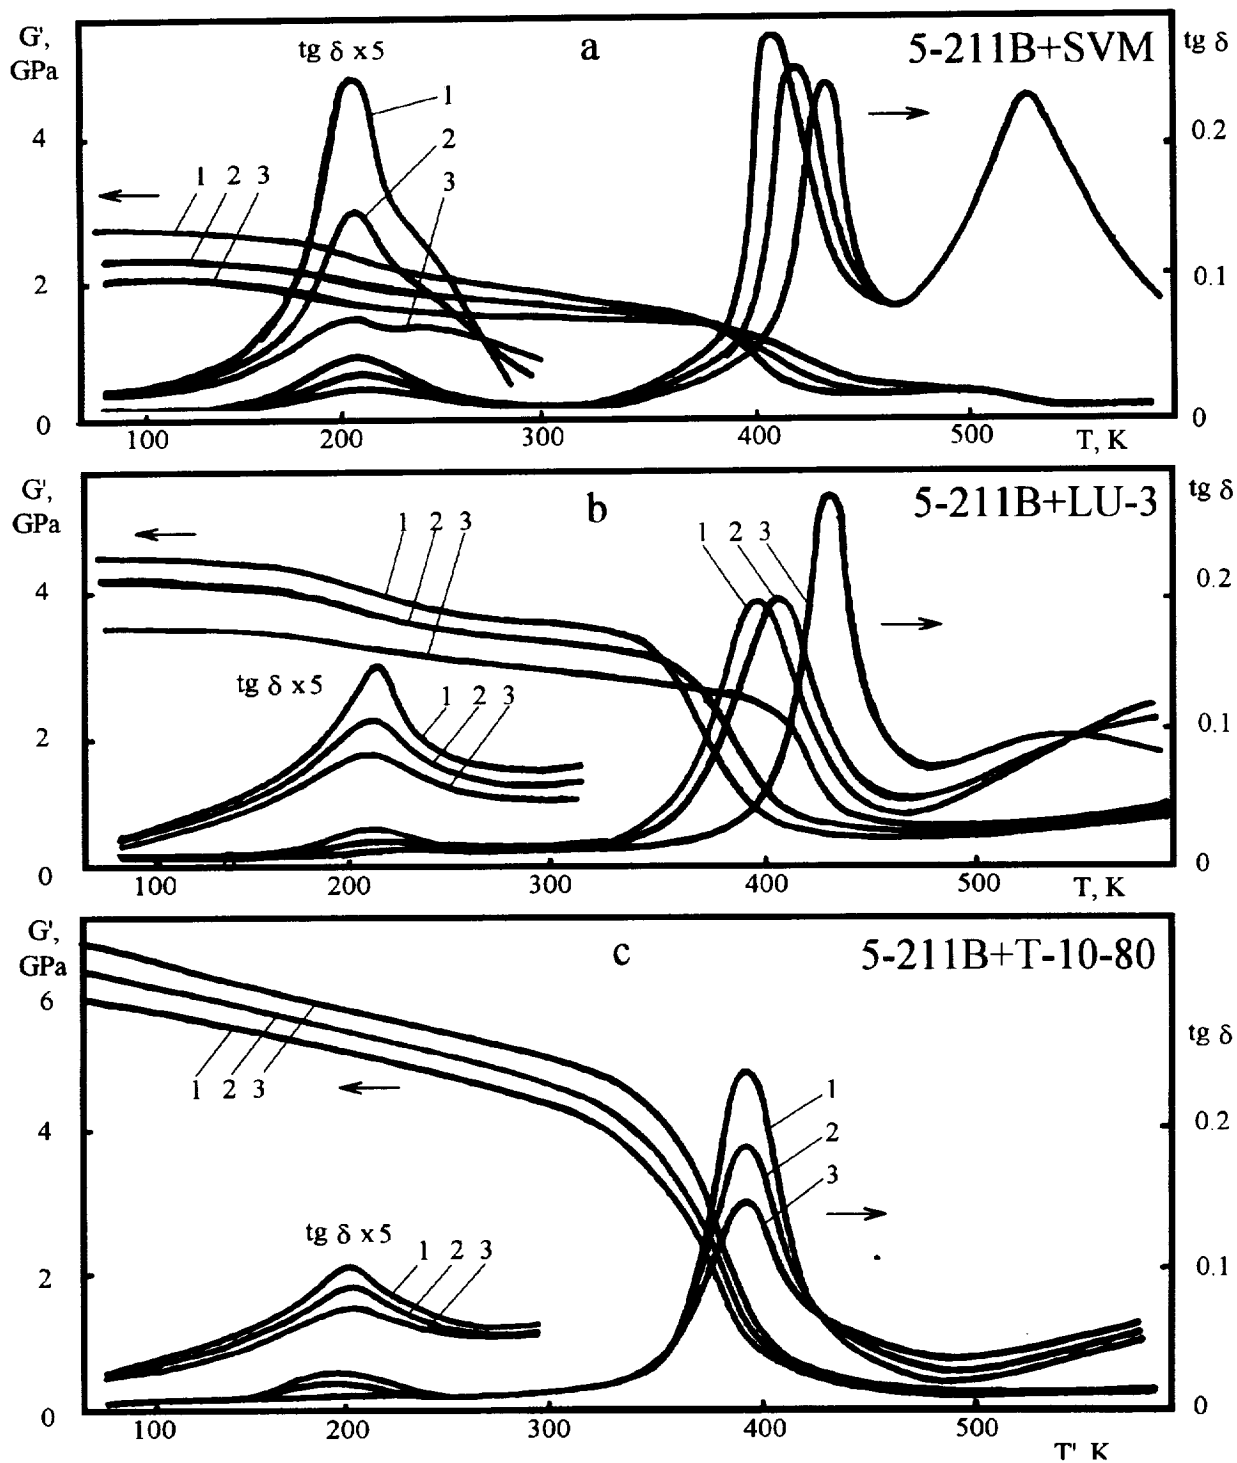 G',
GPa
tg δ x 5
a
5-211B+SVM
tg δ
1
2
3
1 2 3
4
2
0
0.2
0.1
0
100
200
300
400
500
T, K
G',
GPa
b
5-211B+LU-3
tg δ
1 2 3
1 2 3
tg δ x 5
1 2 3
4
2
0
0.2
0.1
0
100
200
300
400
500
T, K
G',
GPa
c
5-211B+T-10-80
tg δ
6
4
2
0
1 2 3
1
2
3
tg δ x 5
1 2 3
0.2
0.1
0
100
200
300
400
500
T' K